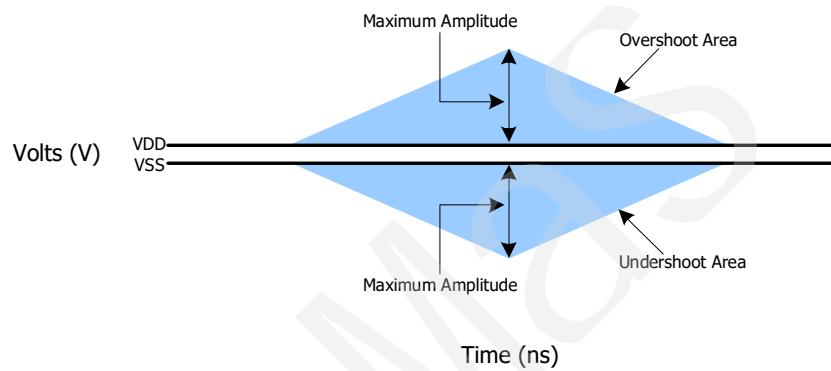 Maximum Amplitude
Overshoot Area
Volts (V)
VDD
VSS
Undershoot Area
Maximum Amplitude
Time (ns)